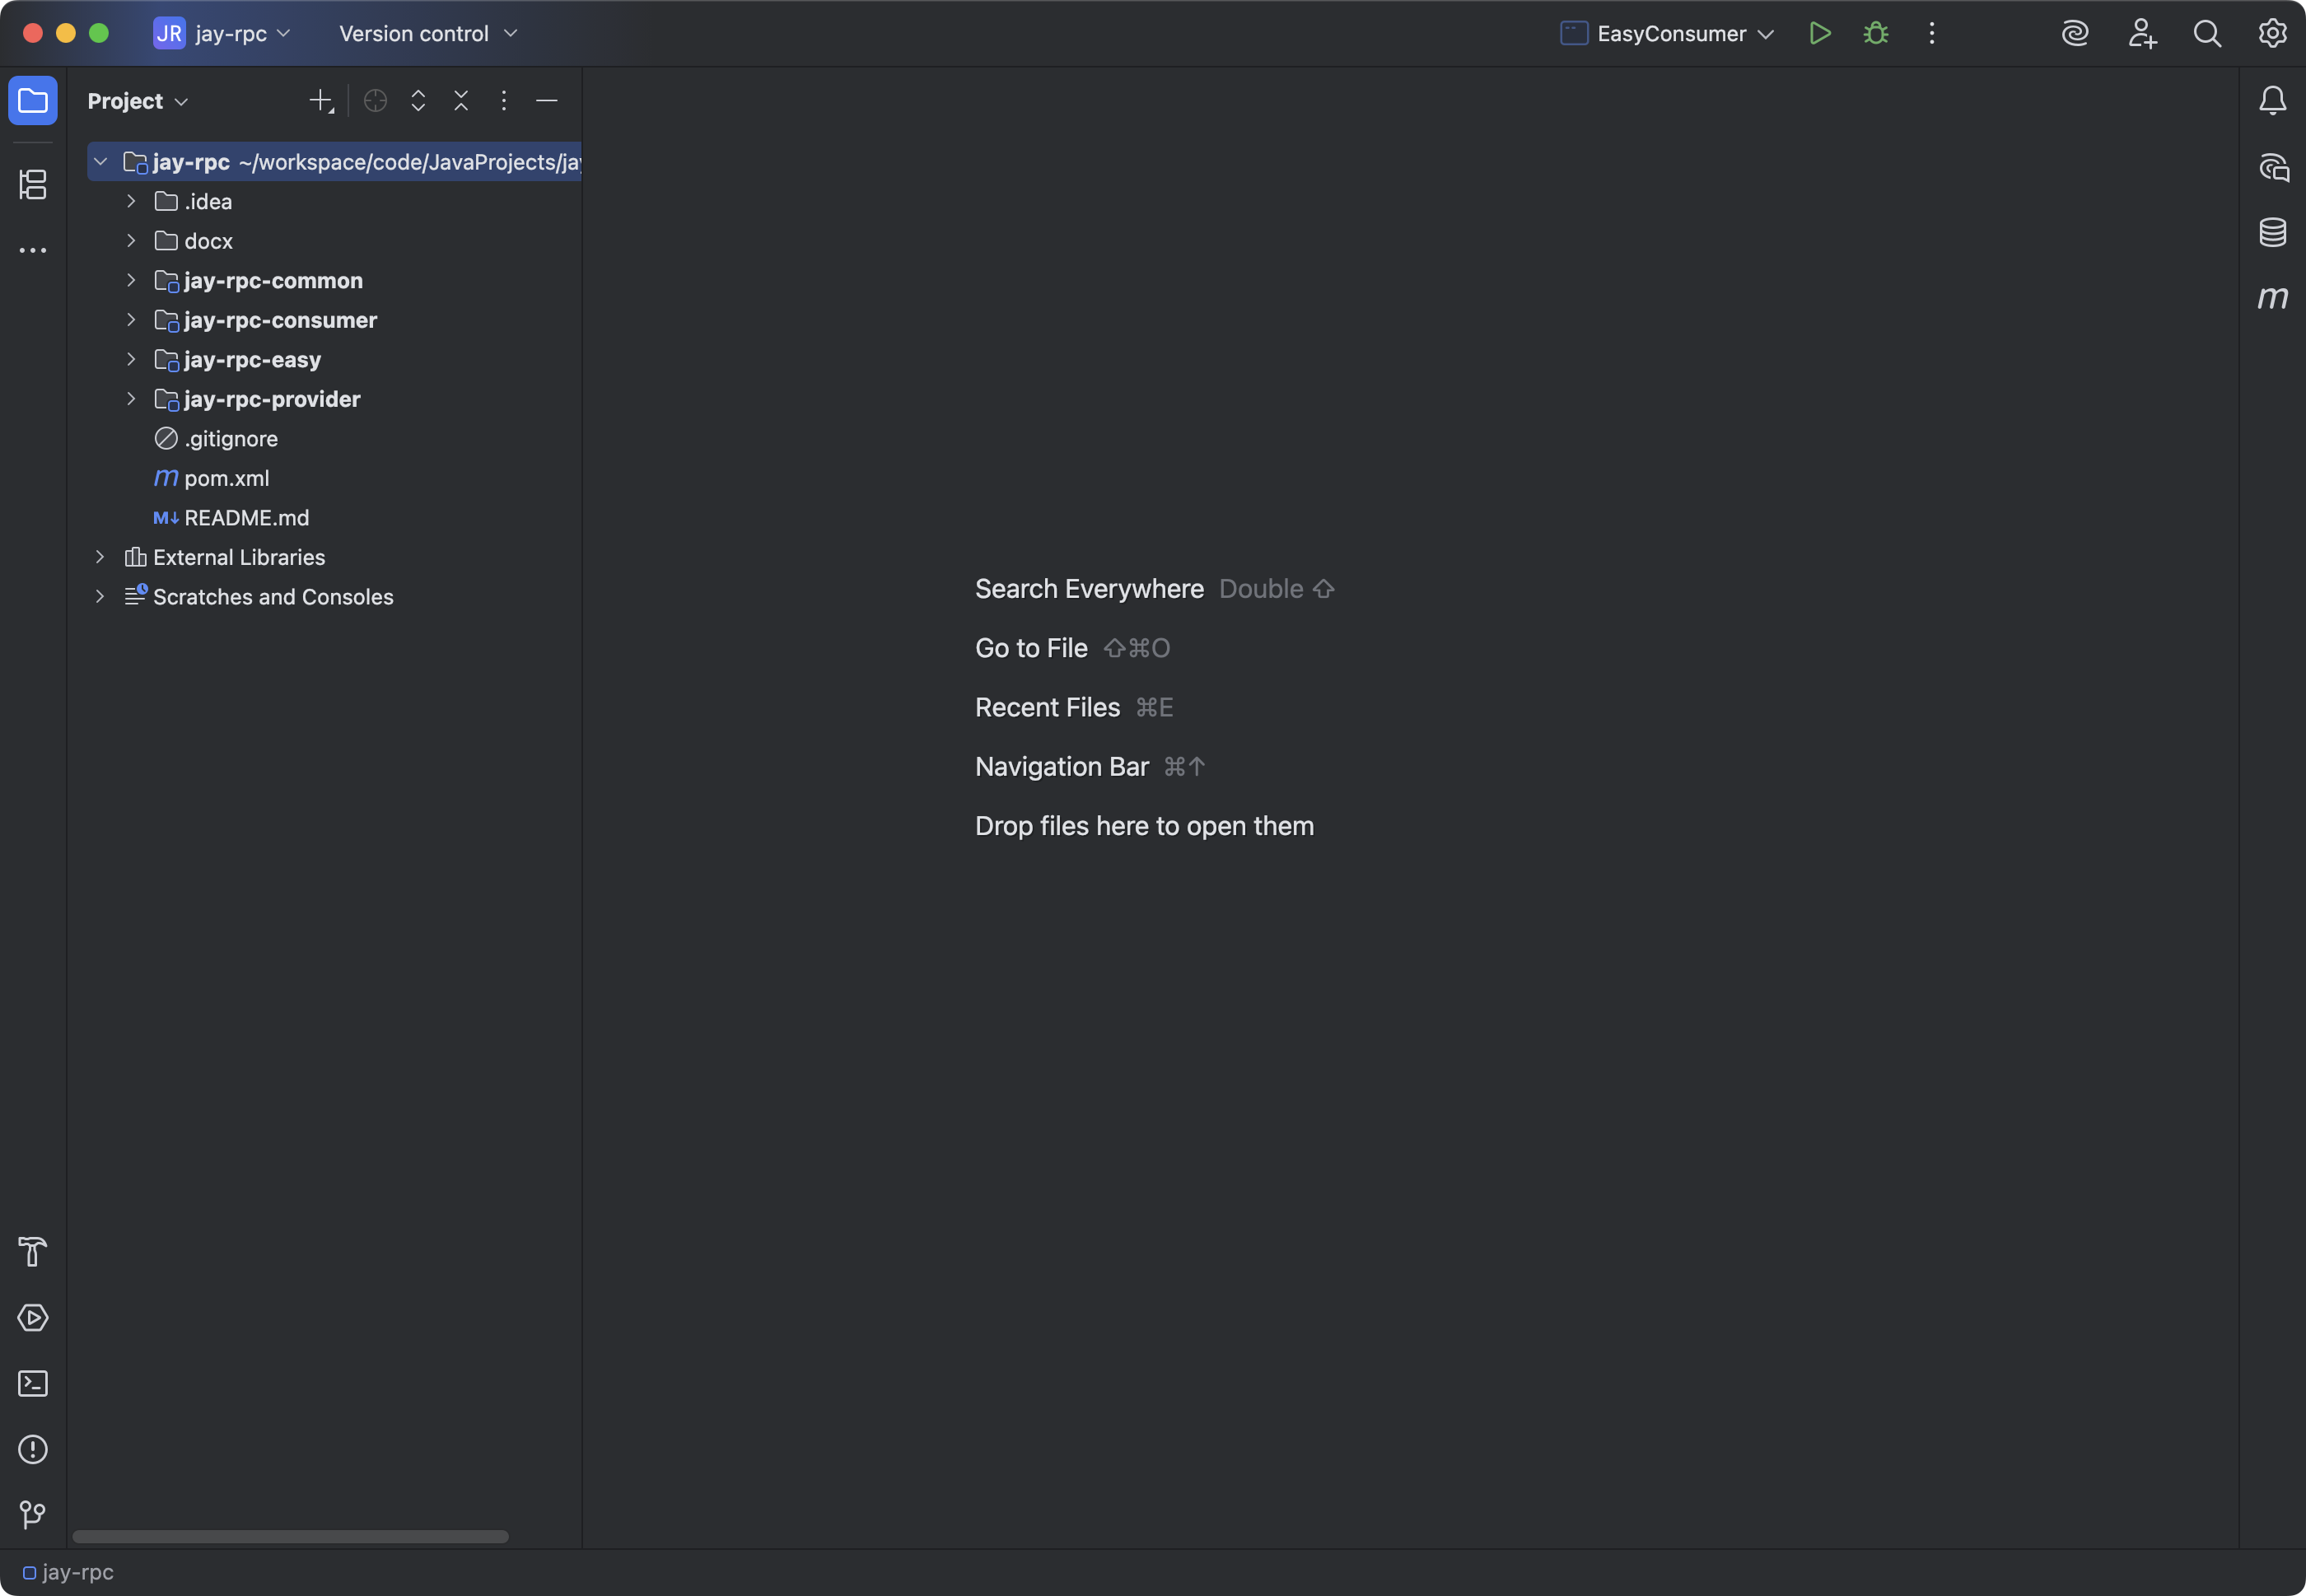 JR jay-rpc Version control EasyConsumer
Project
jay-rpc ~/workspace/code/JavaProjects/jay
.idea
docx
jay-rpc-common
jay-rpc-consumer
jay-rpc-easy
jay-rpc-provider
.gitignore
m pom.xml
M↓ README.md
External Libraries
Scratches and Consoles
Search Everywhere Double ⇧
Go to File ⇧⌘O
Recent Files ⌘E
Navigation Bar ⌘↑
Drop files here to open them
m
jay-rpc